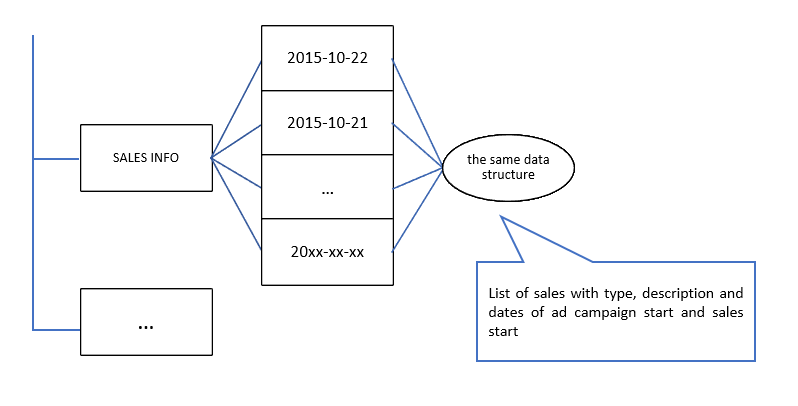 2015-10-22
2015-10-21
SALES INFO
the same data
structure
...
20xx-xx-xx
List of sales with type, description and
dates of ad campaign start and sales
start
...